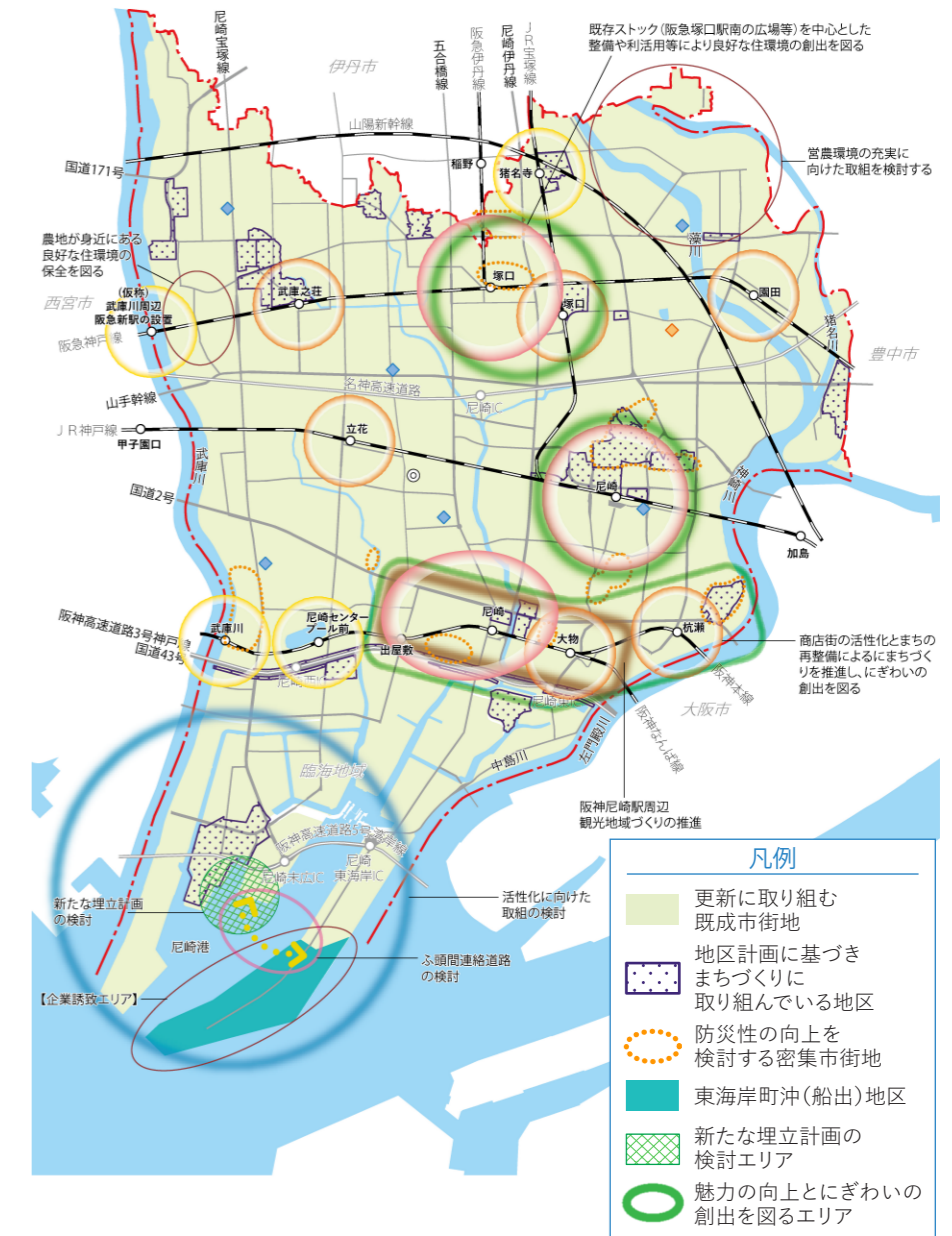 尼崎宝塚線
伊丹市
五合橋線
阪急伊丹線
尼崎伊丹線
JR宝塚線
既存ストック(阪急塚口駅南の広場等)を中心とした
整備や利活用等により良好な住環境の創出を図る
山陽新幹線
国道171号
稲野
猪名寺
営農環境の充実に
向けた取組を検討する
農地が身近にある
良好な住環境の
保全を図る
藻川
西宮市
(仮称)
武庫川周辺
阪急新駅の設置
武庫之荘
塚口
塚口
園田
猪名川
豊中市
阪急神戸線
名神高速道路
尼崎IC
山手幹線
JR神戸線
甲子園口
立花
武庫川
国道2号
尼崎
神崎川
加島
阪神高速道路3号神戸線
国道43号
武庫川
尼崎センター
プール前
出屋敷
尼崎
大物
杭瀬
商店街の活性化とまちの
再整備によるにまちづく
りを推進し、にぎわいの
創出を図る
尼崎西IC
阪神本線
大阪市
阪神なんば線
左門殿川
中島川
臨海地域
阪神尼崎駅周辺
観光地域づくりの推進
阪神高速道路5号湾岸線
尼崎末広IC
尼崎
東海岸IC
新たな埋立計画
の検討
活性化に向けた
取組の検討
尼崎港
ふ頭間連絡道路
の検討
【企業誘致エリア】
凡例
更新に取り組む
既成市街地
地区計画に基づき
まちづくりに
取り組んでいる地区
防災性の向上を
検討する密集市街地
東海岸町沖(船出)地区
新たな埋立計画の
検討エリア
魅力の向上とにぎわいの
創出を図るエリア